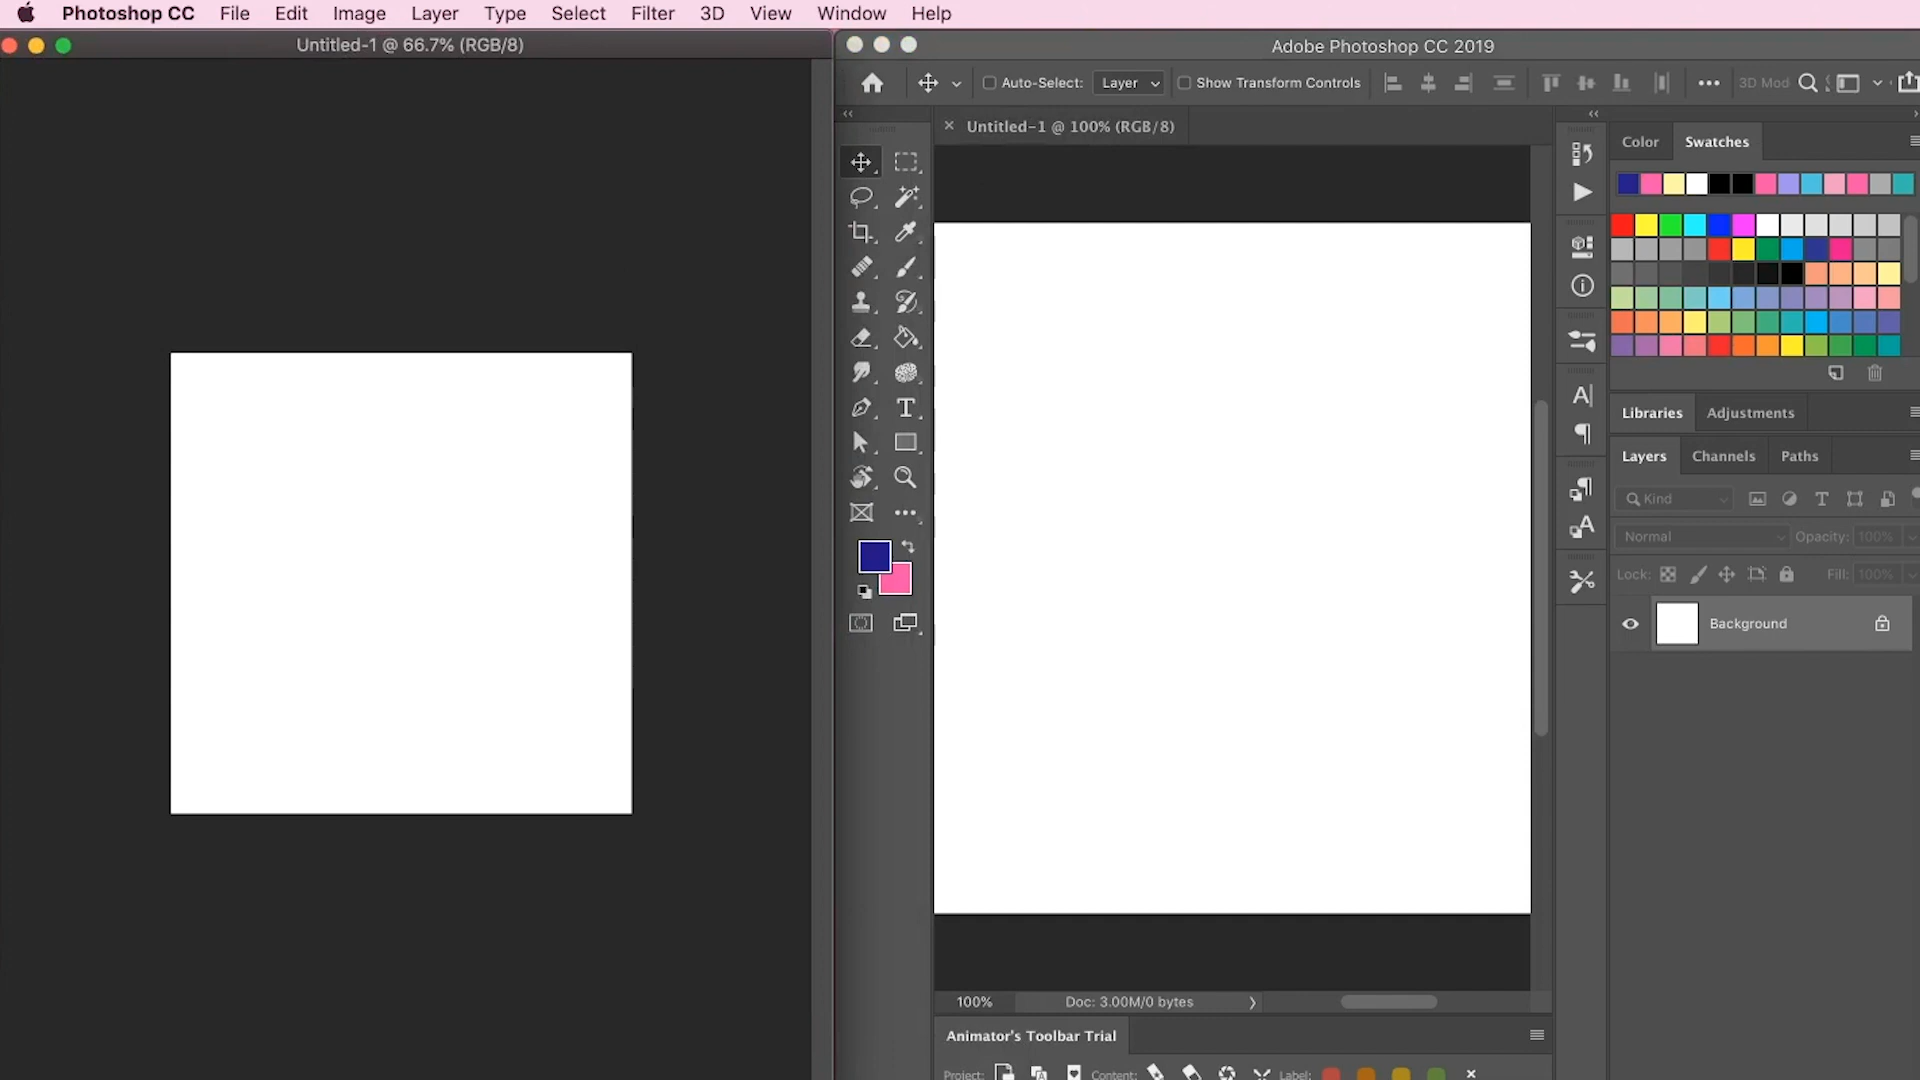 Photoshop CC File Edit Image Layer Type Select Filter 3D View Window Help
Untitled-1 @ 66.7% (RGB/8)
Adobe Photoshop CC 2019
Auto-Select: Layer Show Transform Controls 3D Mod
Untitled-1 @ 100% (RGB/8)
Color Swatches
Libraries Adjustments
Layers Channels Paths
Kind
Normal Opacity: 100%
Lock: Fill: 100%
Background
100% Doc: 3.00M/0 bytes
Animator's Toolbar Trial
Project: Content: Label: